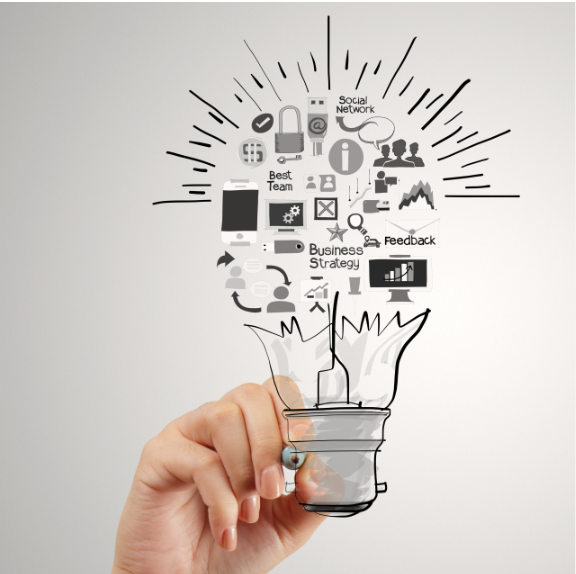 Social
Network
@
i
Best
Team
Business
Strategy
Feedback